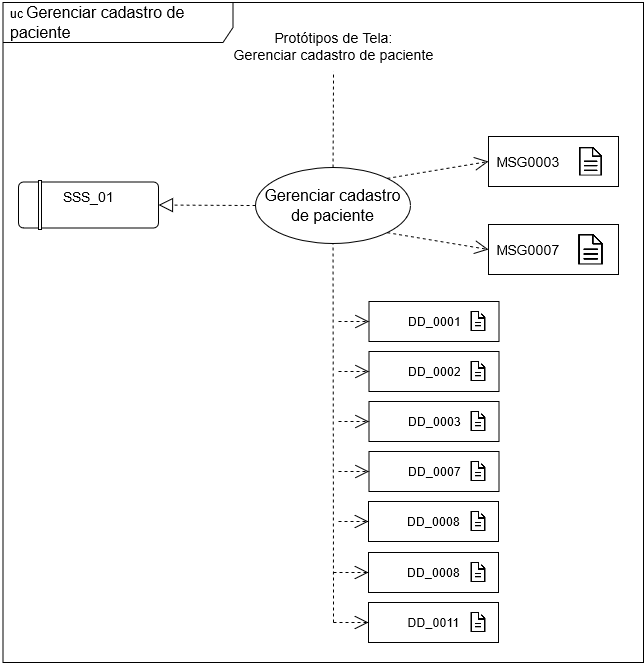 uc Gerenciar cadastro de
paciente
Protótipos de Tela:
Gerenciar cadastro de paciente
MSG0003
SSS_01
Gerenciar cadastro
de paciente
MSG0007
DD_0001
DD_0002
DD_0003
DD_0007
DD_0008
DD_0008
DD_0011